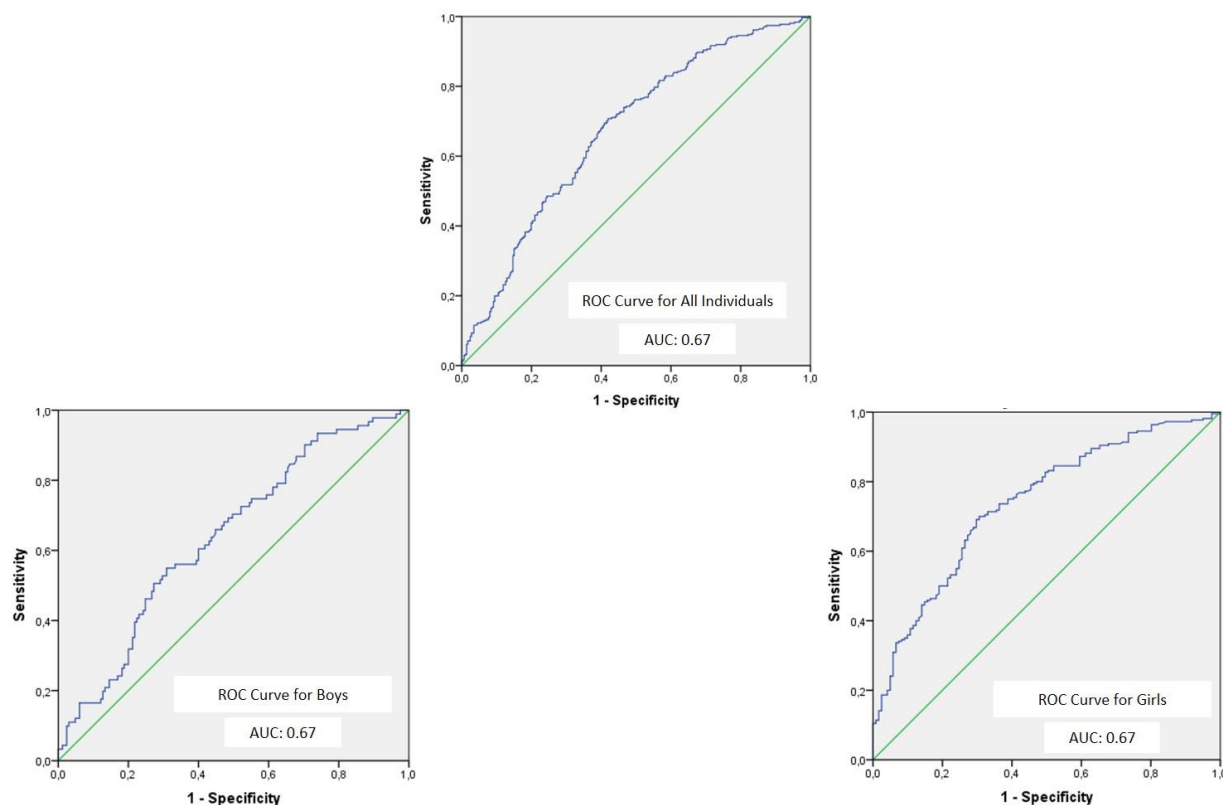 1,0
0,8
0,6
0,4
0,2
0,0
Sensitivity
ROC Curve for All Individuals
AUC: 0.67
0,0 0,2 0,4 0,6 0,8 1,0
1 - Specificity
1,0
0,8
0,6
0,4
0,2
0,0
Sensitivity
ROC Curve for Boys
AUC: 0.67
0,0 0,2 0,4 0,6 0,8 1,0
1 - Specificity
1,0
0,8
0,6
0,4
0,2
0,0
Sensitivity
ROC Curve for Girls
AUC: 0.67
0,0 0,2 0,4 0,6 0,8 1,0
1 - Specificity